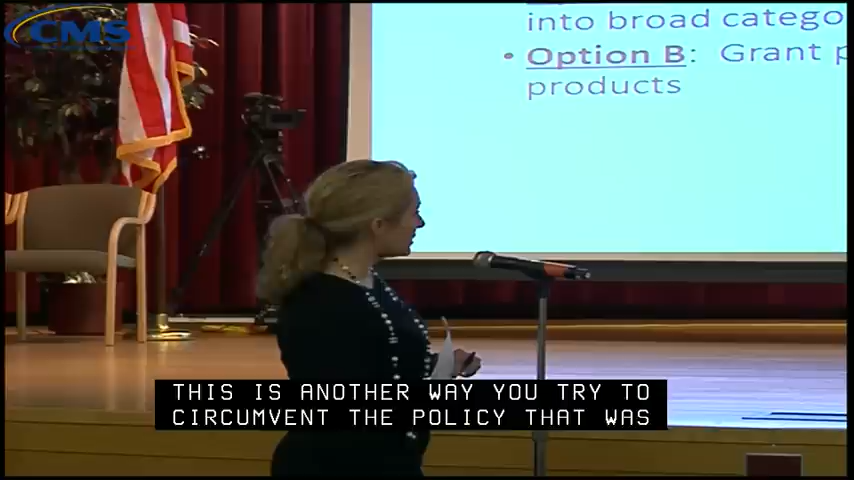 CMS
into broad catego
• Option B: Grant p
products
THIS IS ANOTHER WAY YOU TRY TO
CIRCUMVENT THE POLICY THAT WAS